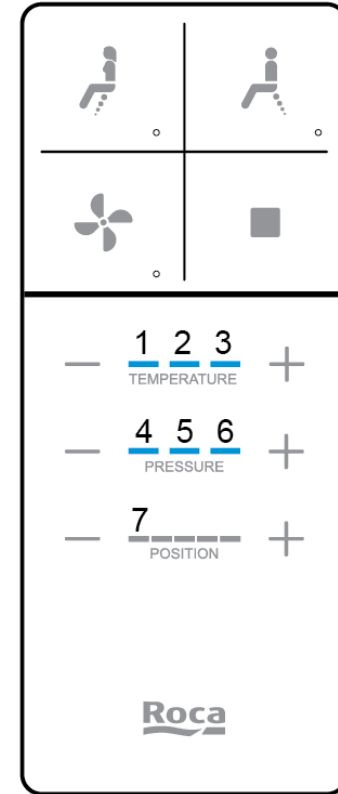 1 2 3
TEMPERATURE
4 5 6
PRESSURE
7
POSITION
Roca